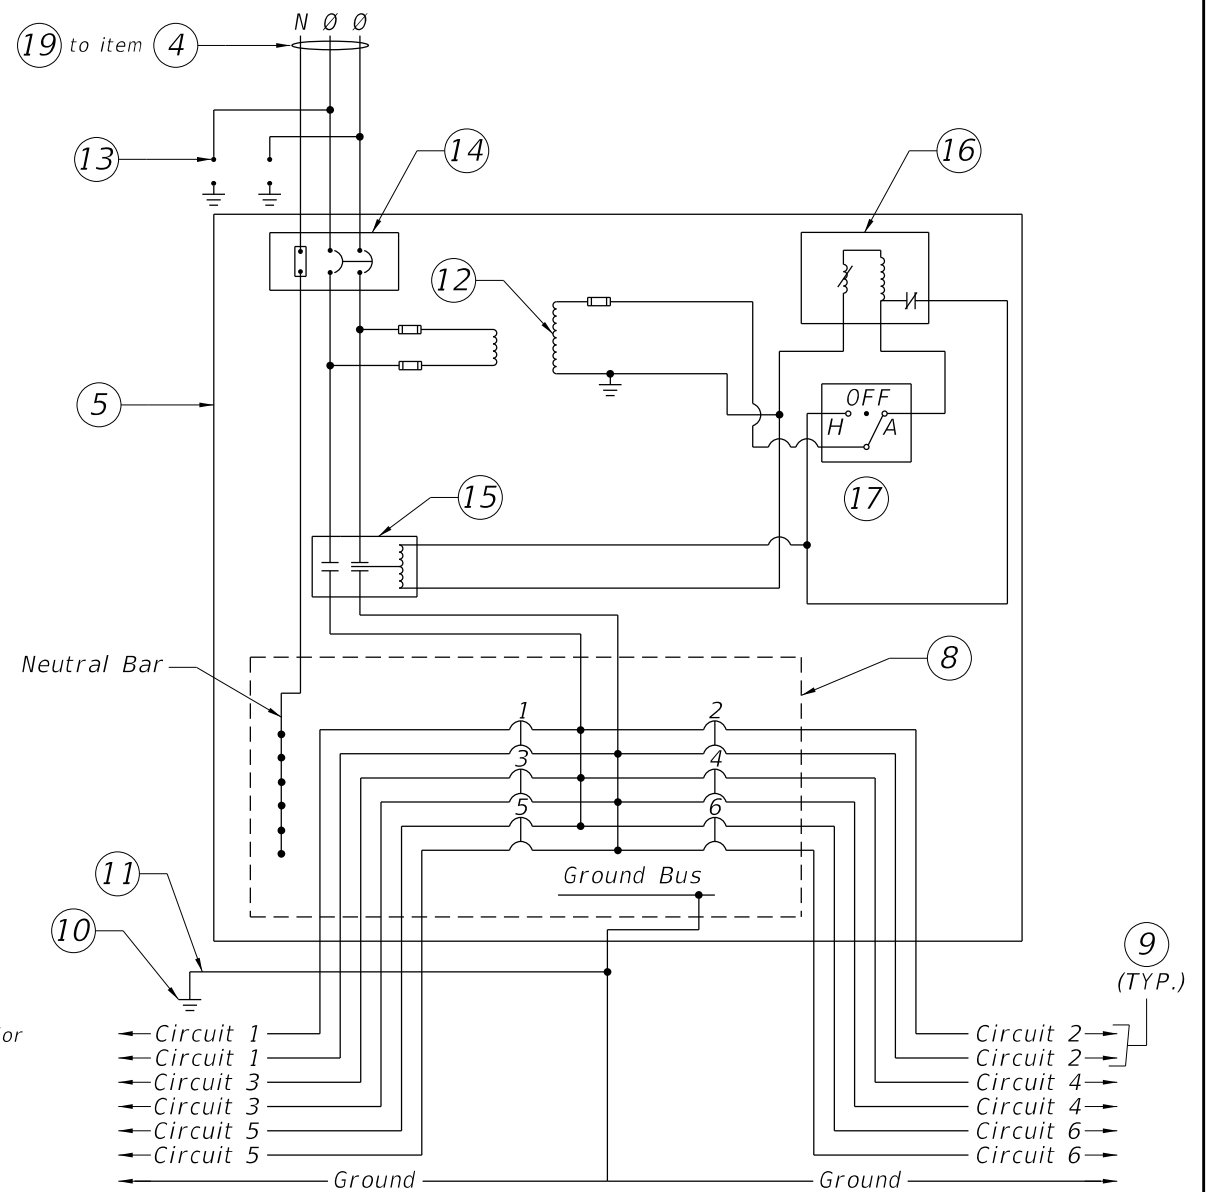 N Ø Ø
19 to item 4
13
14
16
12
5
OFF
H A
17
15
Neutral Bar
8
1 2
3 4
5 6
Ground Bus
11
10
9
(TYP.)
or
Circuit 1 Circuit 2
Circuit 1 Circuit 2
Circuit 3 Circuit 4
Circuit 3 Circuit 4
Circuit 5 Circuit 6
Circuit 5 Circuit 6
Ground Ground